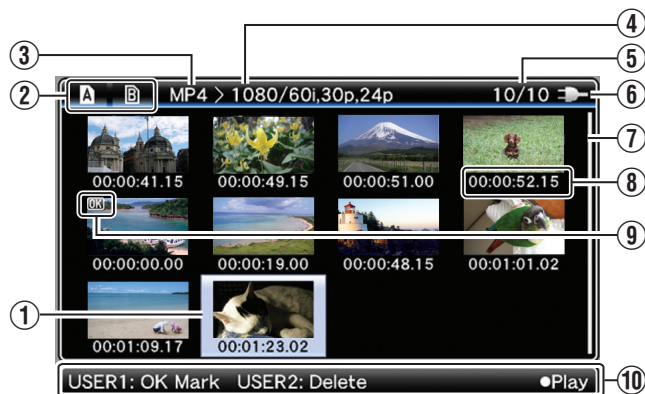 ④
③ ⑤
② A B MP4 > 1080/60i,30p,24p 10/10 ⑥
⑦
00:00:41.15 00:00:49.15 00:00:51.00 00:00:52.15 ⑧
OK ⑨
00:00:00.00 00:00:19.00 00:00:48.15 00:01:01.02
①
00:01:09.17 00:01:23.02
USER1: OK Mark USER2: Delete ●Play ⑩